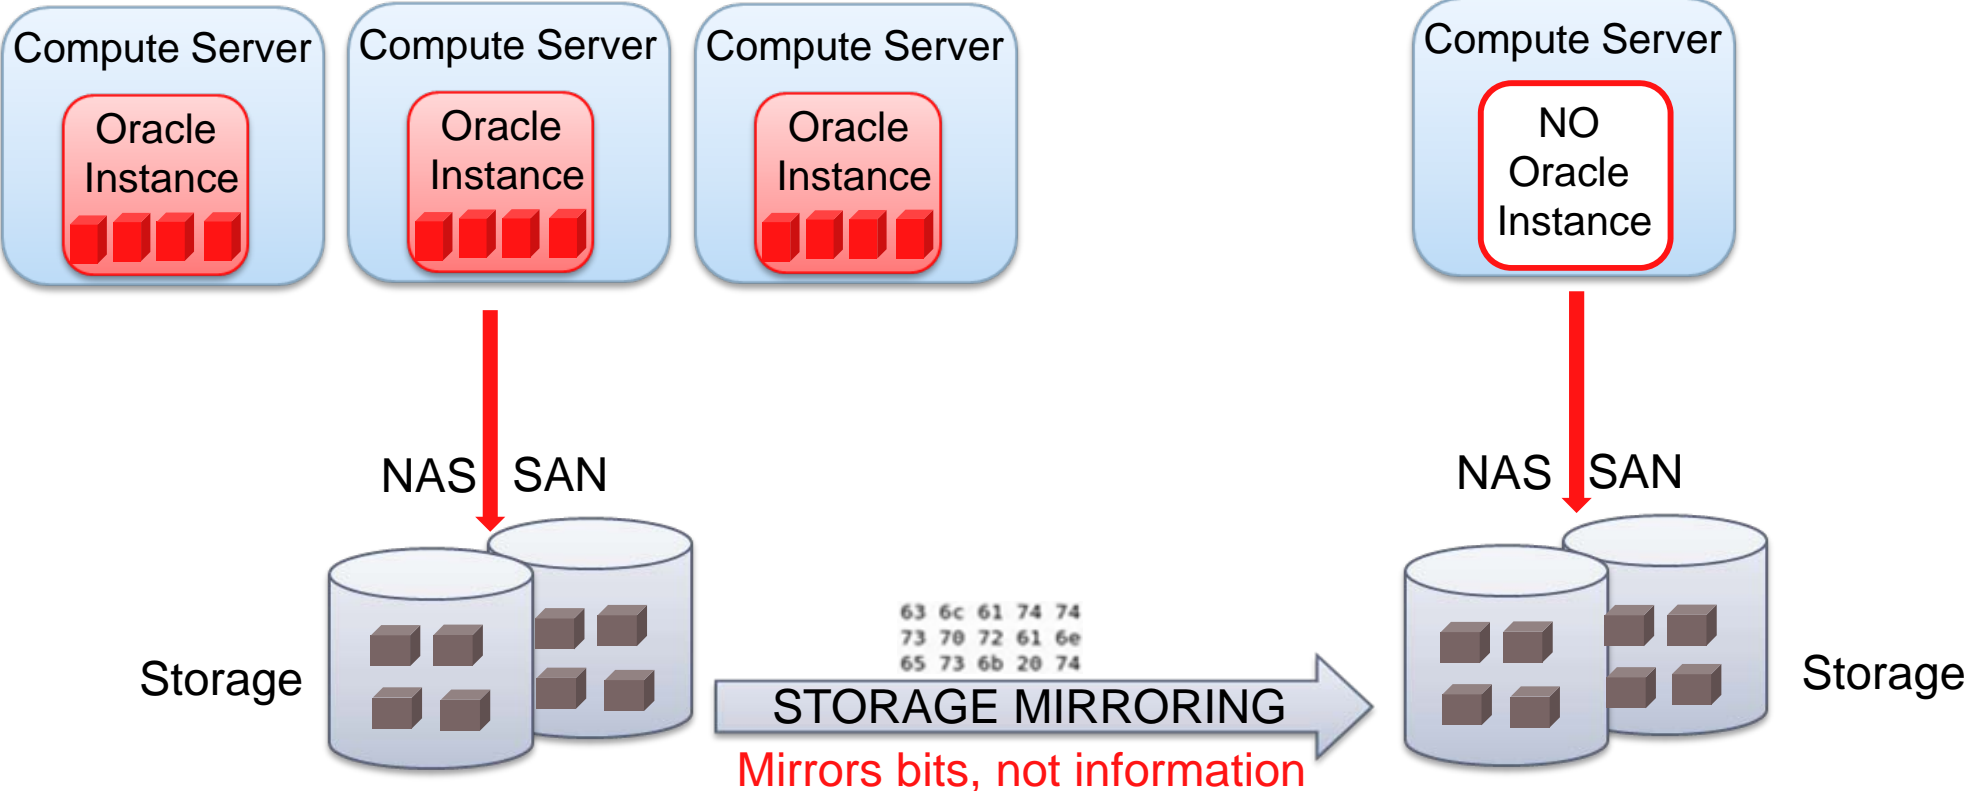 Compute Server
Oracle
Instance
Compute Server
Oracle
Instance
Compute Server
Oracle
Instance
Compute Server
NO
Oracle
Instance
NAS SAN
NAS SAN
Storage
63 6c 61 74 74
73 70 72 61 6e
65 73 6b 20 74
STORAGE MIRRORING
Mirrors bits, not information
Storage